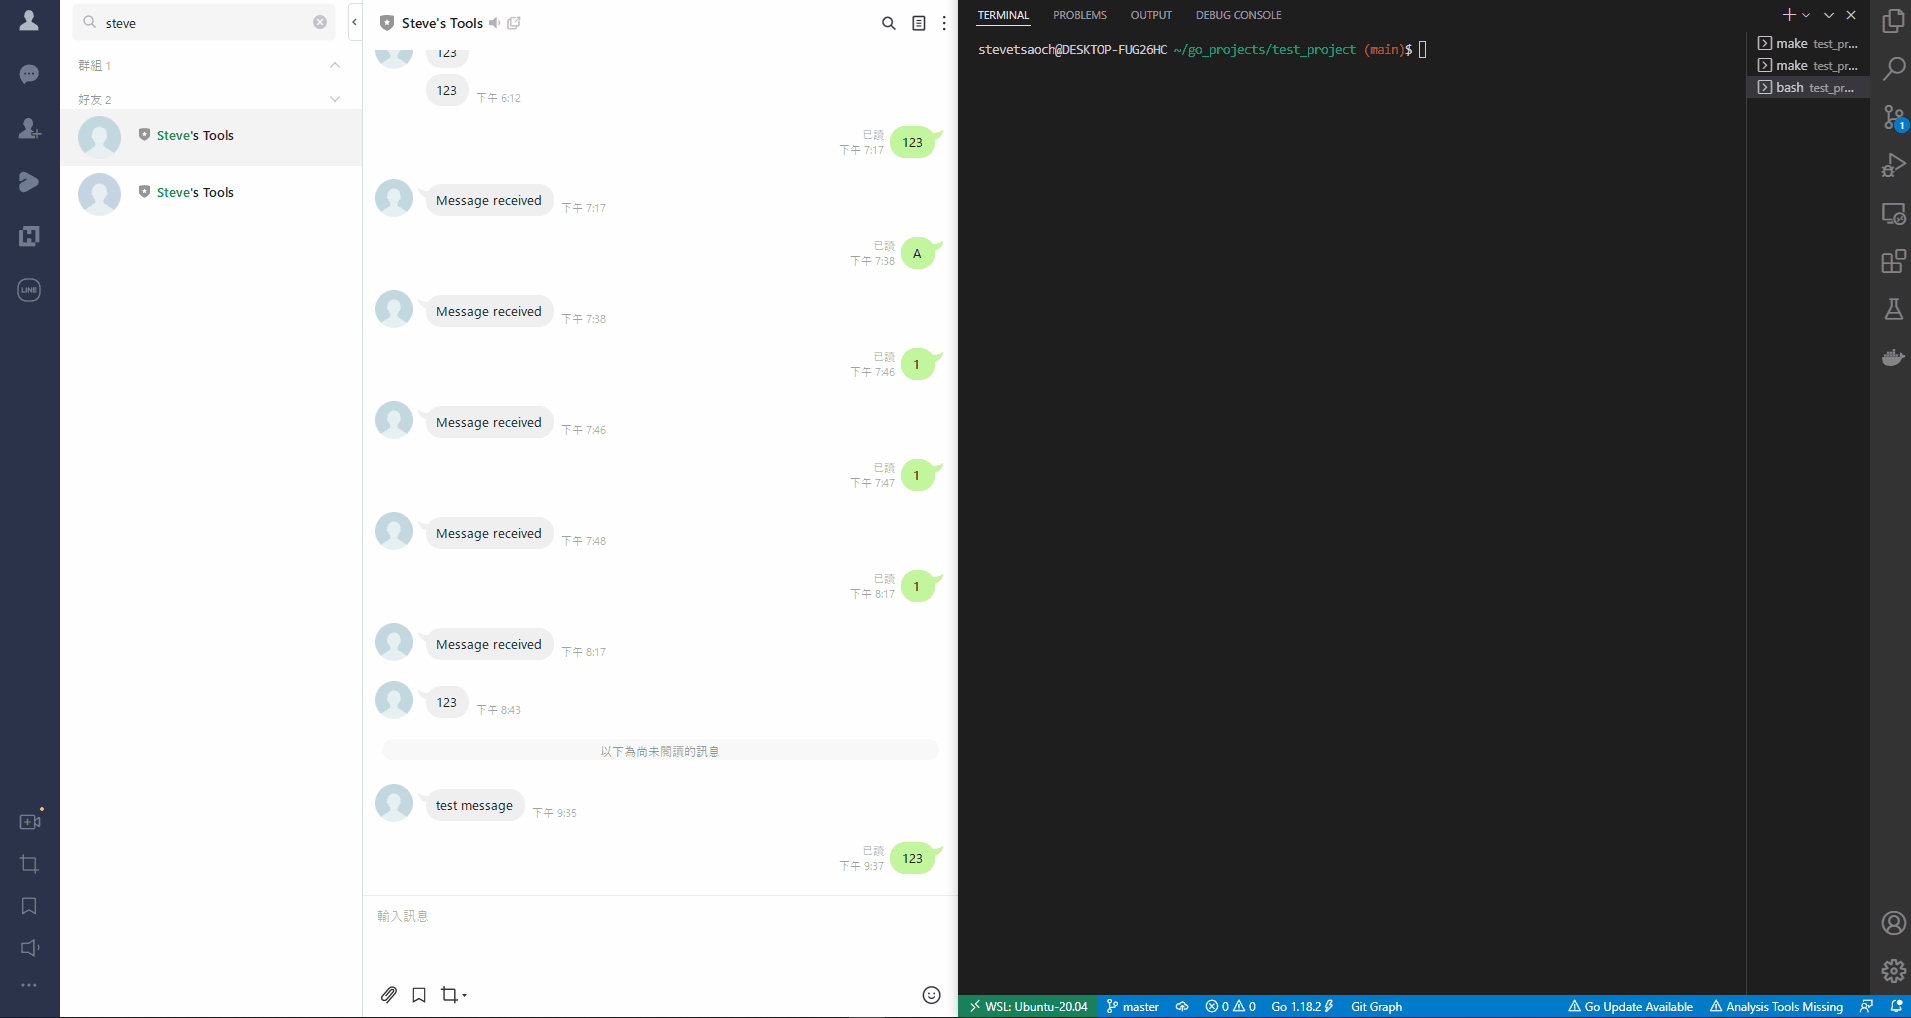 steve
群組 1
好友 2
Steve's Tools
Steve's Tools
LINE
Steve's Tools
123
123
下午 6:12
已讀
下午 7:17
123
Message received
下午 7:17
已讀
下午 7:38
A
Message received
下午 7:38
已讀
下午 7:46
1
Message received
下午 7:46
已讀
下午 7:47
1
Message received
下午 7:48
已讀
下午 8:17
1
Message received
下午 8:17
123
下午 8:43
以下為尚未閱讀的訊息
test message
下午 9:35
已讀
下午 9:37
123
輸入訊息
TERMINAL PROBLEMS OUTPUT DEBUG CONSOLE
stevetsaoch@DESKTOP-FUG26HC ~/go_projects/test_project (main)$
make test_pr...
make test_pr...
bash test_pr...
1
WSL: Ubuntu-20.04 master 0 0 Go 1.18.2 Git Graph Go Update Available Analysis Tools Missing